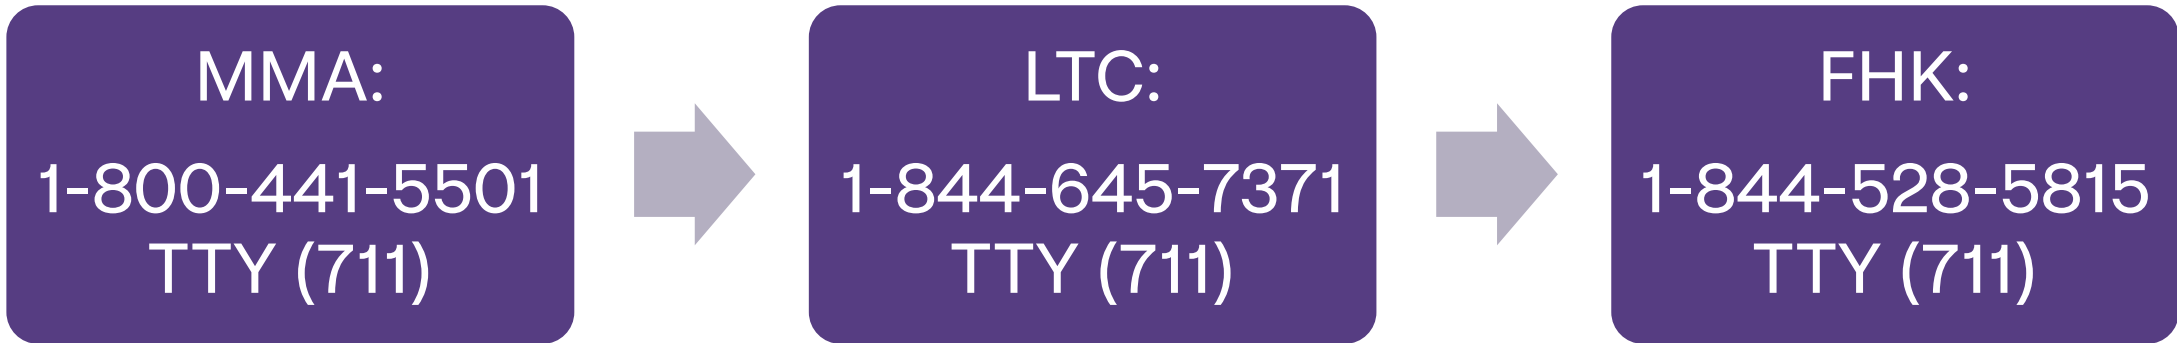 MMA:
1-800-441-5501
TTY (711)
LTC:
1-844-645-7371
TTY (711)
FHK:
1-844-528-5815
TTY (711)